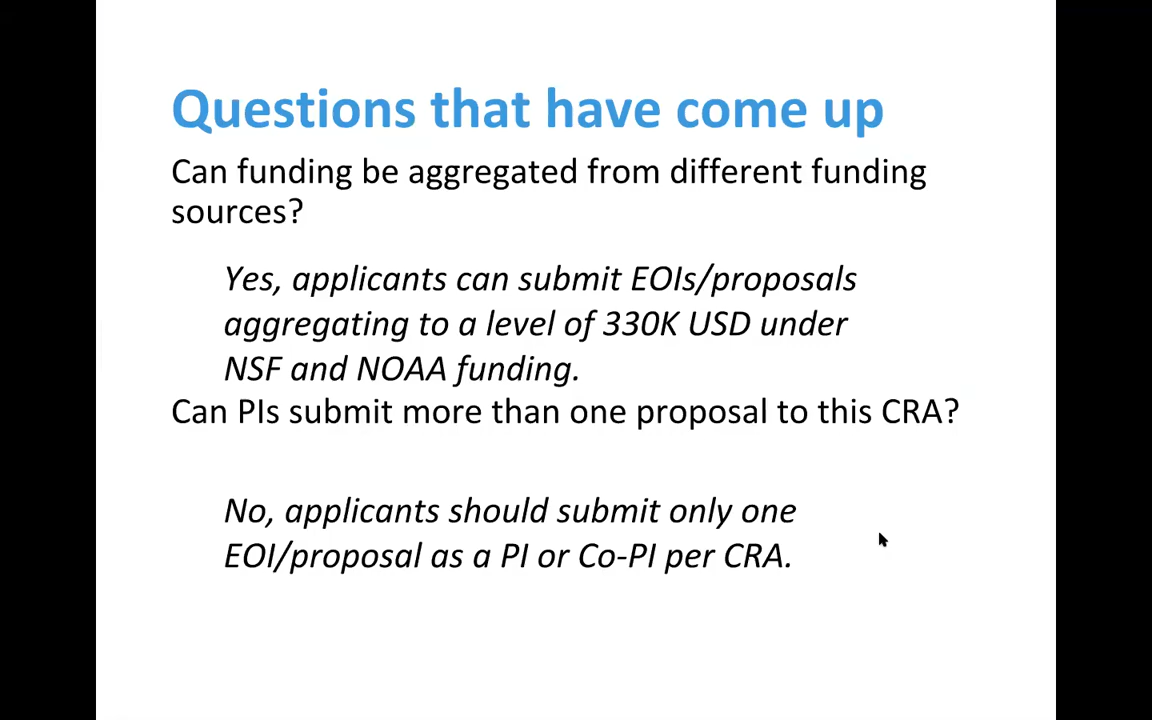 Questions that have come up
Can funding be aggregated from different funding
sources?
Yes, applicants can submit EOIs/proposals
aggregating to a level of 330K USD under
NSF and NOAA funding.
Can PIs submit more than one proposal to this CRA?
No, applicants should submit only one
EOI/proposal as a PI or Co-PI per CRA.